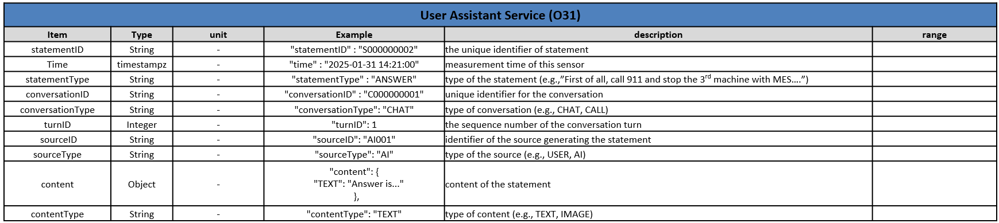 User Assistant Service (O31)
Item Type unit Example description range
statementID String - "statementID" : "S000000002" the unique identifier of statement
Time timestampz - "time" : "2025-01-31 14:21:00" measurement time of this sensor
statementType String - "statementType" : "ANSWER" type of the statement (e.g.,”First of all, call 911 and stop the 3rd machine with MES....”)
conversationID String - "conversationID" : "C000000001" unique identifier for the conversation
conversationType String - "conversationType": "CHAT" type of conversation (e.g., CHAT, CALL)
turnID Integer - "turnID": 1 the sequence number of the conversation turn
sourceID String - "sourceID": "AI001" identifier of the source generating the statement
sourceType String - "sourceType": "AI" type of the source (e.g., USER, AI)
content Object - "content": {
"TEXT": "Answer is..."
},
content of the statement
contentType String - "contentType": "TEXT" type of content (e.g., TEXT, IMAGE)